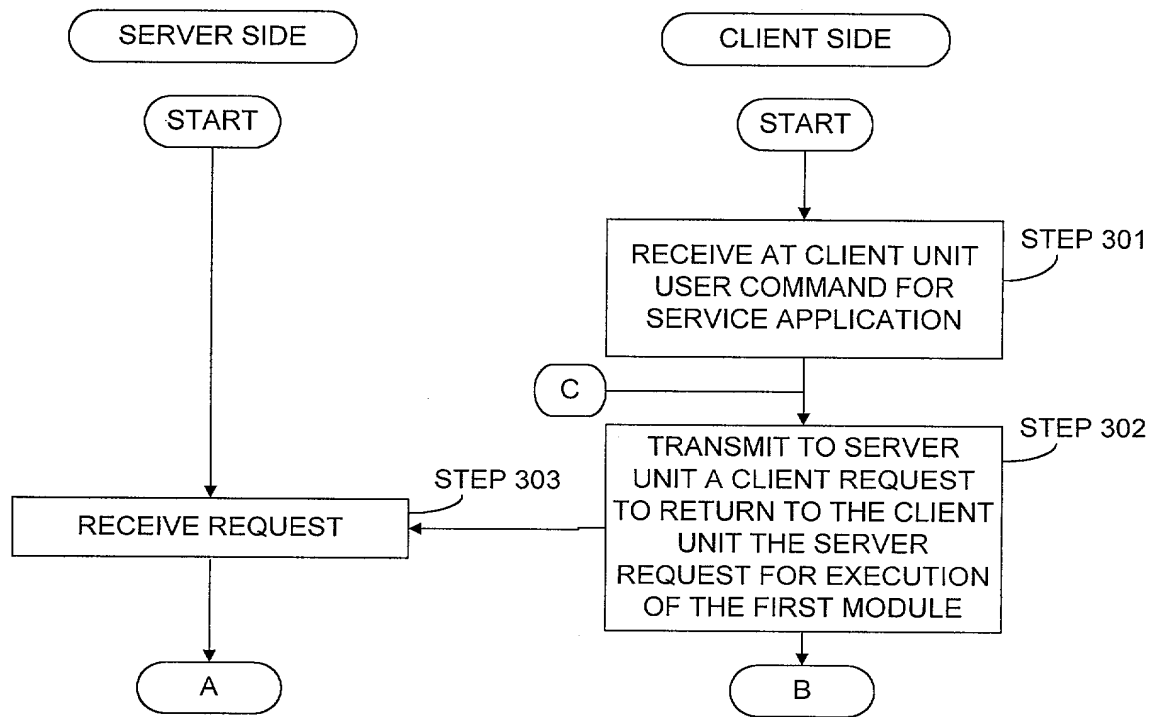 SERVER SIDE
CLIENT SIDE
START
START
RECEIVE AT CLIENT UNIT
USER COMMAND FOR
SERVICE APPLICATION
STEP 301
C
TRANSMIT TO SERVER
UNIT A CLIENT REQUEST
TO RETURN TO THE CLIENT
UNIT THE SERVER
REQUEST FOR EXECUTION
OF THE FIRST MODULE
STEP 302
STEP 303
RECEIVE REQUEST
A
B